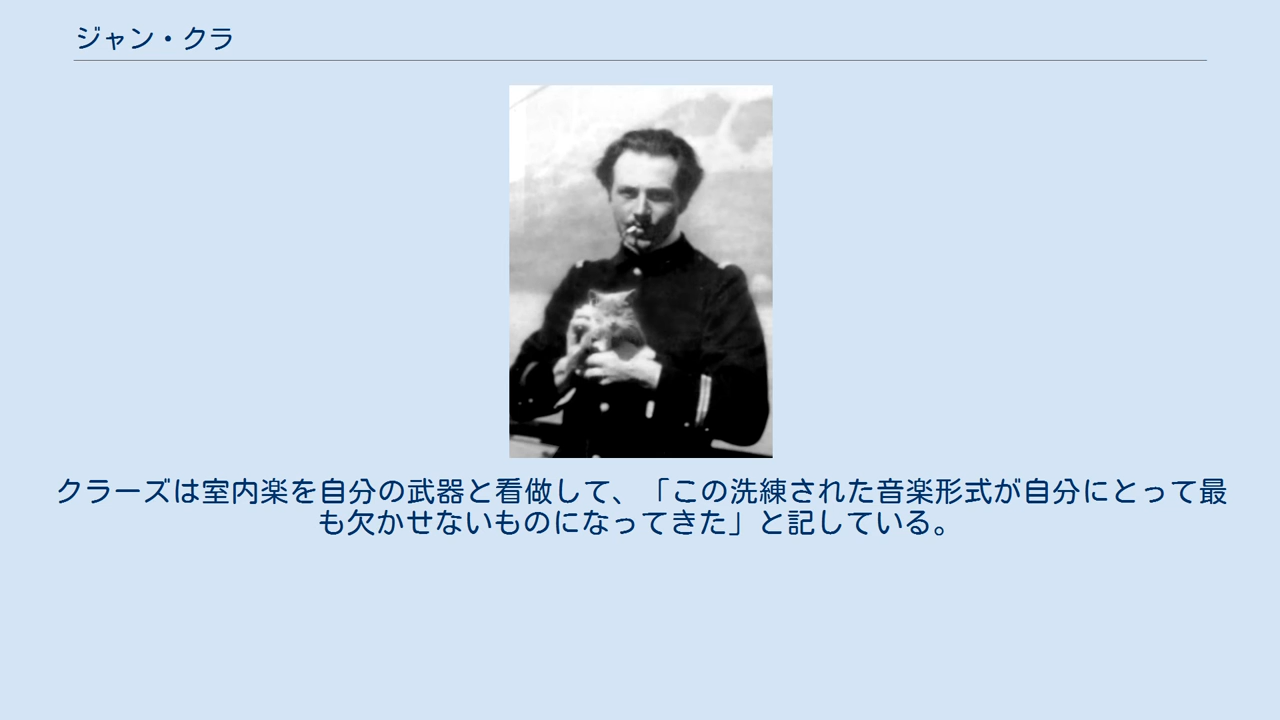 ジャン・クラ
クラーズは室内楽を自分の武器と看做して、「この洗練された音楽形式が自分にとって最
も欠かせないものになってきた」と記している。